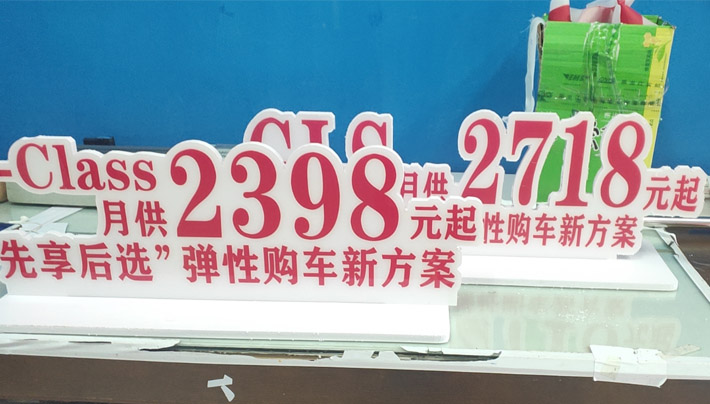 -Class
月供2398元起
先享后选”弹性购车新方案
CLS
月供2718元起
性购车新方案